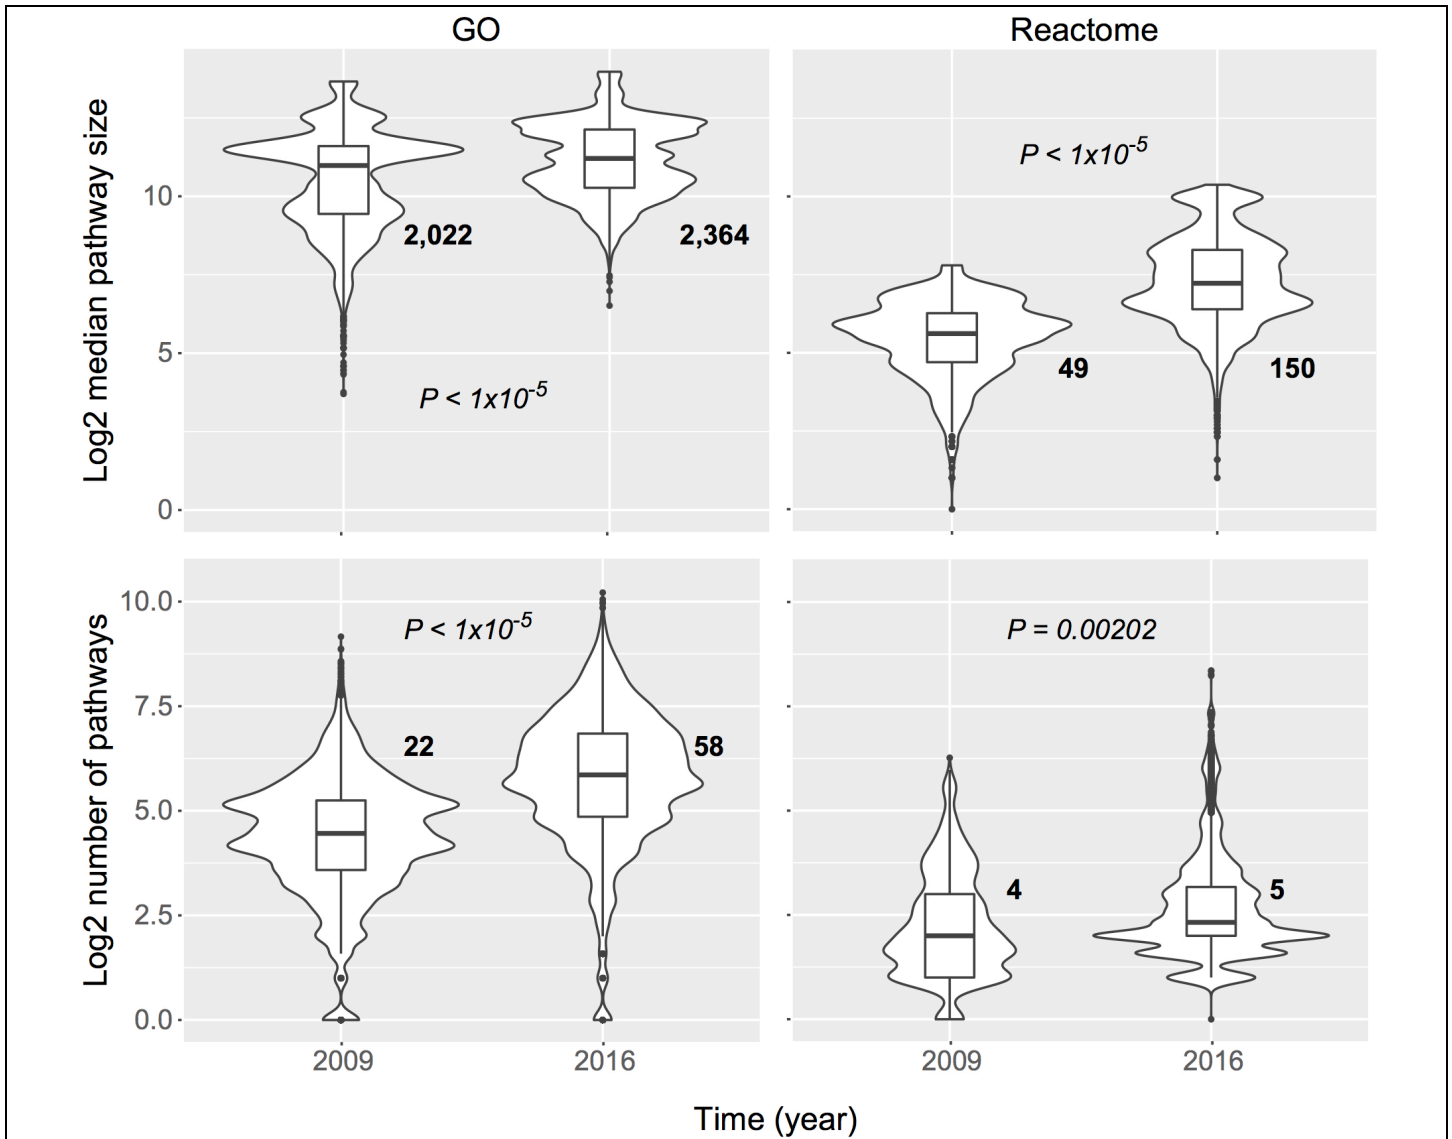 GO
Reactome
Log2 median pathway size
10
5
0
2,022
2,364
P < 1x10^-5
P < 1x10^-5
49
150
Log2 number of pathways
10.0
7.5
5.0
2.5
0.0
P < 1x10^-5
22
58
P = 0.00202
4
5
2009
2016
2009
2016
Time (year)